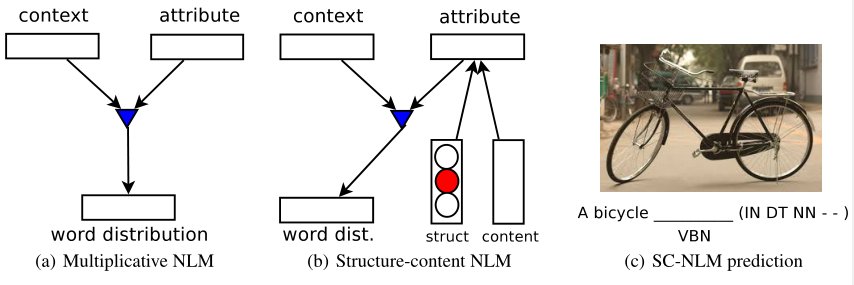 context
attribute
word distribution
(a) Multiplicative NLM
context
attribute
word dist.
struct
content
(b) Structure-content NLM
A bicycle __________ (IN DT NN - - )
VBN
(c) SC-NLM prediction